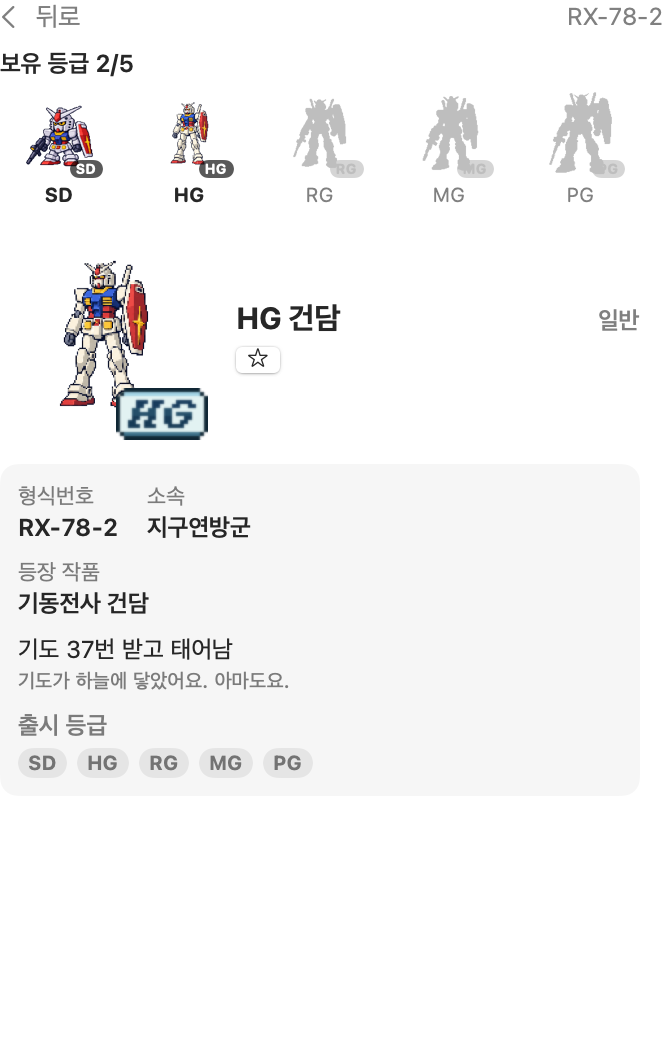 뒤로 RX-78-2
보유 등급 2/5
SD HG RG MG PG
SD HG RG MG PG
HG 건담 일반
☆
HG
형식번호 소속
RX-78-2 지구연방군
등장 작품
기동전사 건담
기도 37번 받고 태어남
기도가 하늘에 닿았어요. 아마도요.
출시 등급
SD HG RG MG PG